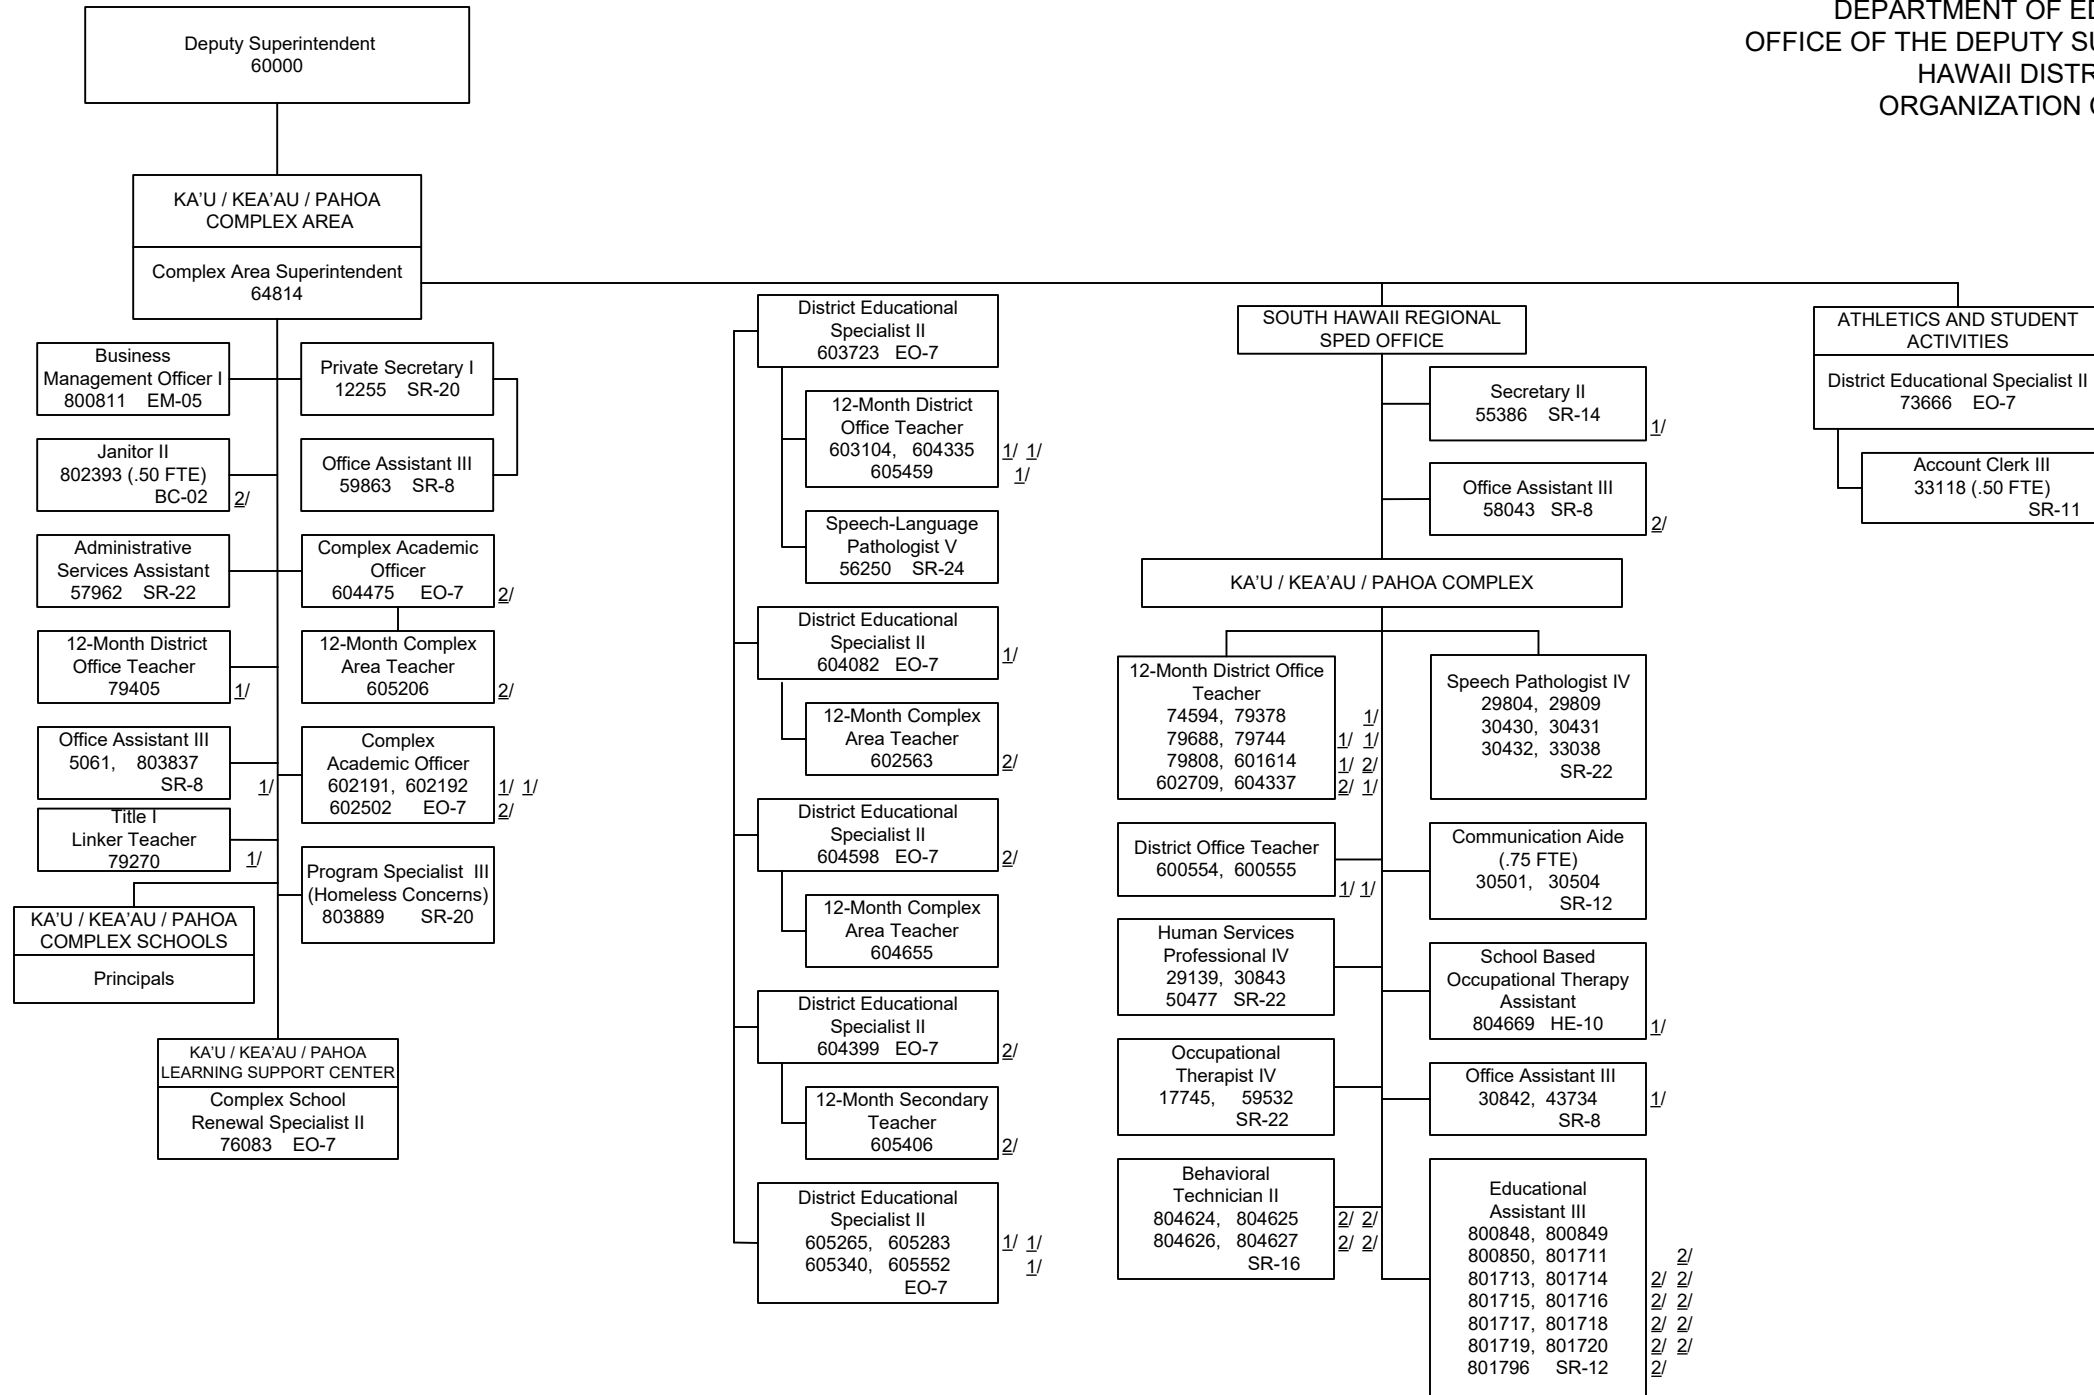 DEPARTMENT OF
OFFICE OF THE DEPUTY
HAWAII
ORGANIZATION
Deputy Superintendent
60000
KA'U / KEA'AU / PAHOA
COMPLEX AREA
Complex Area Superintendent
64814
Business
Management Officer I
800811 EM-05
Private Secretary I
12255 SR-20
Janitor II
802393 (.50 FTE)
BC-02 2/
Office Assistant III
59863 SR-8
Administrative
Services Assistant
57962 SR-22
Complex Academic
Officer
604475 EO-7 2/
12-Month District
Office Teacher
79405 1/
12-Month Complex
Area Teacher
605206 2/
Office Assistant III
5061, 803837
SR-8 1/
Complex
Academic Officer
602191, 602192 1/ 1/
602502 EO-7 2/
Title I
Linker Teacher
79270 1/
Program Specialist III
(Homeless Concerns)
803889 SR-20
KA'U / KEA'AU / PAHOA
COMPLEX SCHOOLS
Principals
KA'U / KEA'AU / PAHOA
LEARNING SUPPORT CENTER
Complex School
Renewal Specialist II
76083 EO-7
District Educational
Specialist II
603723 EO-7
12-Month District
Office Teacher
603104, 604335 1/ 1/
605459 1/
Speech-Language
Pathologist V
56250 SR-24
District Educational
Specialist II
604082 EO-7 1/
12-Month Complex
Area Teacher
602563 2/
District Educational
Specialist II
604598 EO-7 2/
12-Month Complex
Area Teacher
604655
District Educational
Specialist II
604399 EO-7 2/
12-Month Secondary
Teacher
605406 2/
District Educational
Specialist II
605265, 605283 1/ 1/
605340, 605552 1/
EO-7
SOUTH HAWAII REGIONAL
SPED OFFICE
Secretary II
55386 SR-14 1/
Office Assistant III
58043 SR-8 2/
KA'U / KEA'AU / PAHOA COMPLEX
12-Month District Office
Teacher
74594, 79378 1/
79688, 79744 1/ 1/
79808, 601614 1/ 2/
602709, 604337 2/ 1/
Speech Pathologist IV
29804, 29809
30430, 30431
30432, 33038
SR-22
District Office Teacher
600554, 600555
1/ 1/
Communication Aide
(.75 FTE)
30501, 30504
SR-12
Human Services
Professional IV
29139, 30843
50477 SR-22
School Based
Occupational Therapy
Assistant
804669 HE-10 1/
Occupational
Therapist IV
17745, 59532
SR-22
Office Assistant III
30842, 43734 1/
SR-8
Behavioral
Technician II
804624, 804625 2/ 2/
804626, 804627 2/ 2/
SR-16
Educational
Assistant III
800848, 800849
800850, 801711 2/
801713, 801714 2/ 2/
801715, 801716 2/ 2/
801717, 801718 2/ 2/
801719, 801720 2/ 2/
801796 SR-12 2/
ATHLETICS AND STUDENT
ACTIVITIES
District Educational Specialist II
73666 EO-7
Account Clerk III
33118 (.50 FTE)
SR-11